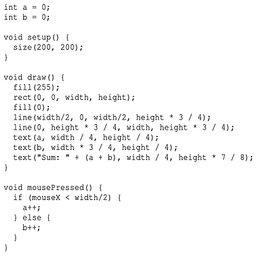 int a = 0;
int b = 0;
void setup() {
size(200, 200);
}
void draw() {
fill(255);
rect(0, 0, width, height);
fill(0);
line(width/2, 0, width/2, height * 3 / 4);
line(0, height * 3 / 4, width, height * 3 / 4);
text(a, width / 4, height / 4);
text(b, width * 3 / 4, height / 4);
text("Sum: " + (a + b), width / 4, height * 7 / 8);
}
void mousePressed() {
if (mouseX < width/2) {
a++;
} else {
b++;
}
}